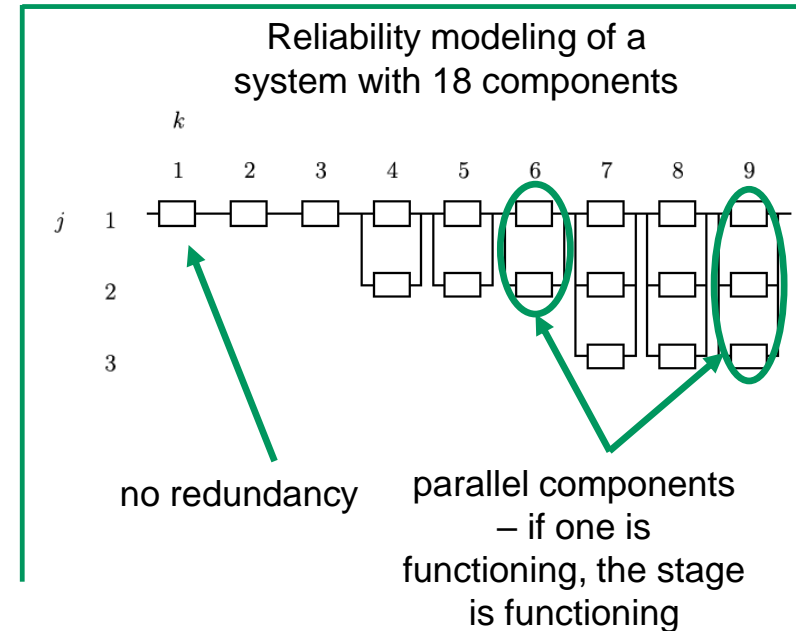 Reliability modeling of a
system with 18 components
k
1 2 3 4 5 6 7 8 9
j 1
2
3
no redundancy
parallel components
– if one is
functioning, the stage
is functioning